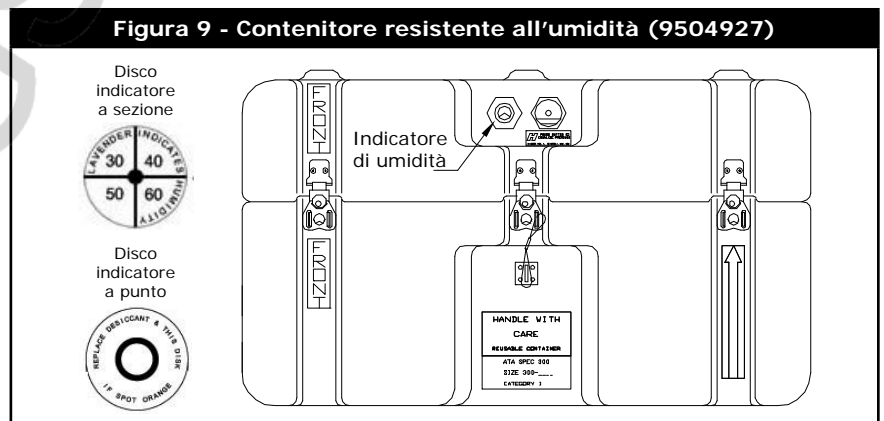 Figura 9 - Contenitore resistente all'umidità (9504927)
Disco
indicatore
a sezione
LAVENDER INDICATES HUMIDITY
30 40
50 60
Disco
indicatore
a punto
REPLACE DESICCANT & THIS DISK
IF SPOT ORANGE
FRONT
Indicatore
di umidità
FRONT
HANDLE WITH
CARE
REUSABLE CONTAINER
ATA SPEC 300
SIZE 300-____
CATEGORY I